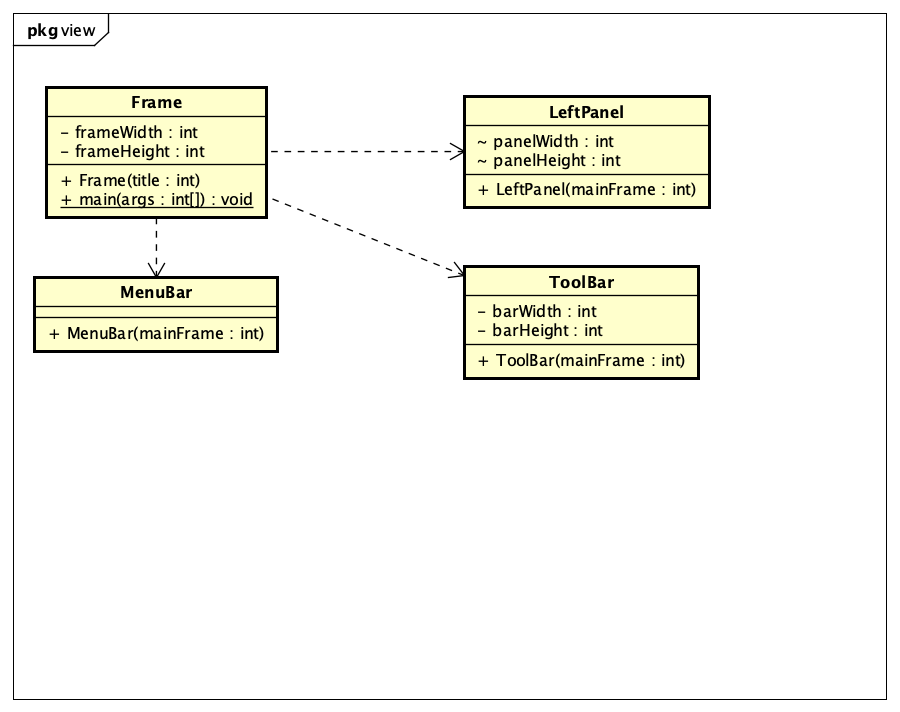 pkg view
Frame
- frameWidth : int
- frameHeight : int
+ Frame(title : int)
+ main(args : int[]) : void
LeftPanel
~ panelWidth : int
~ panelHeight : int
+ LeftPanel(mainFrame : int)
MenuBar
+ MenuBar(mainFrame : int)
ToolBar
- barWidth : int
- barHeight : int
+ ToolBar(mainFrame : int)